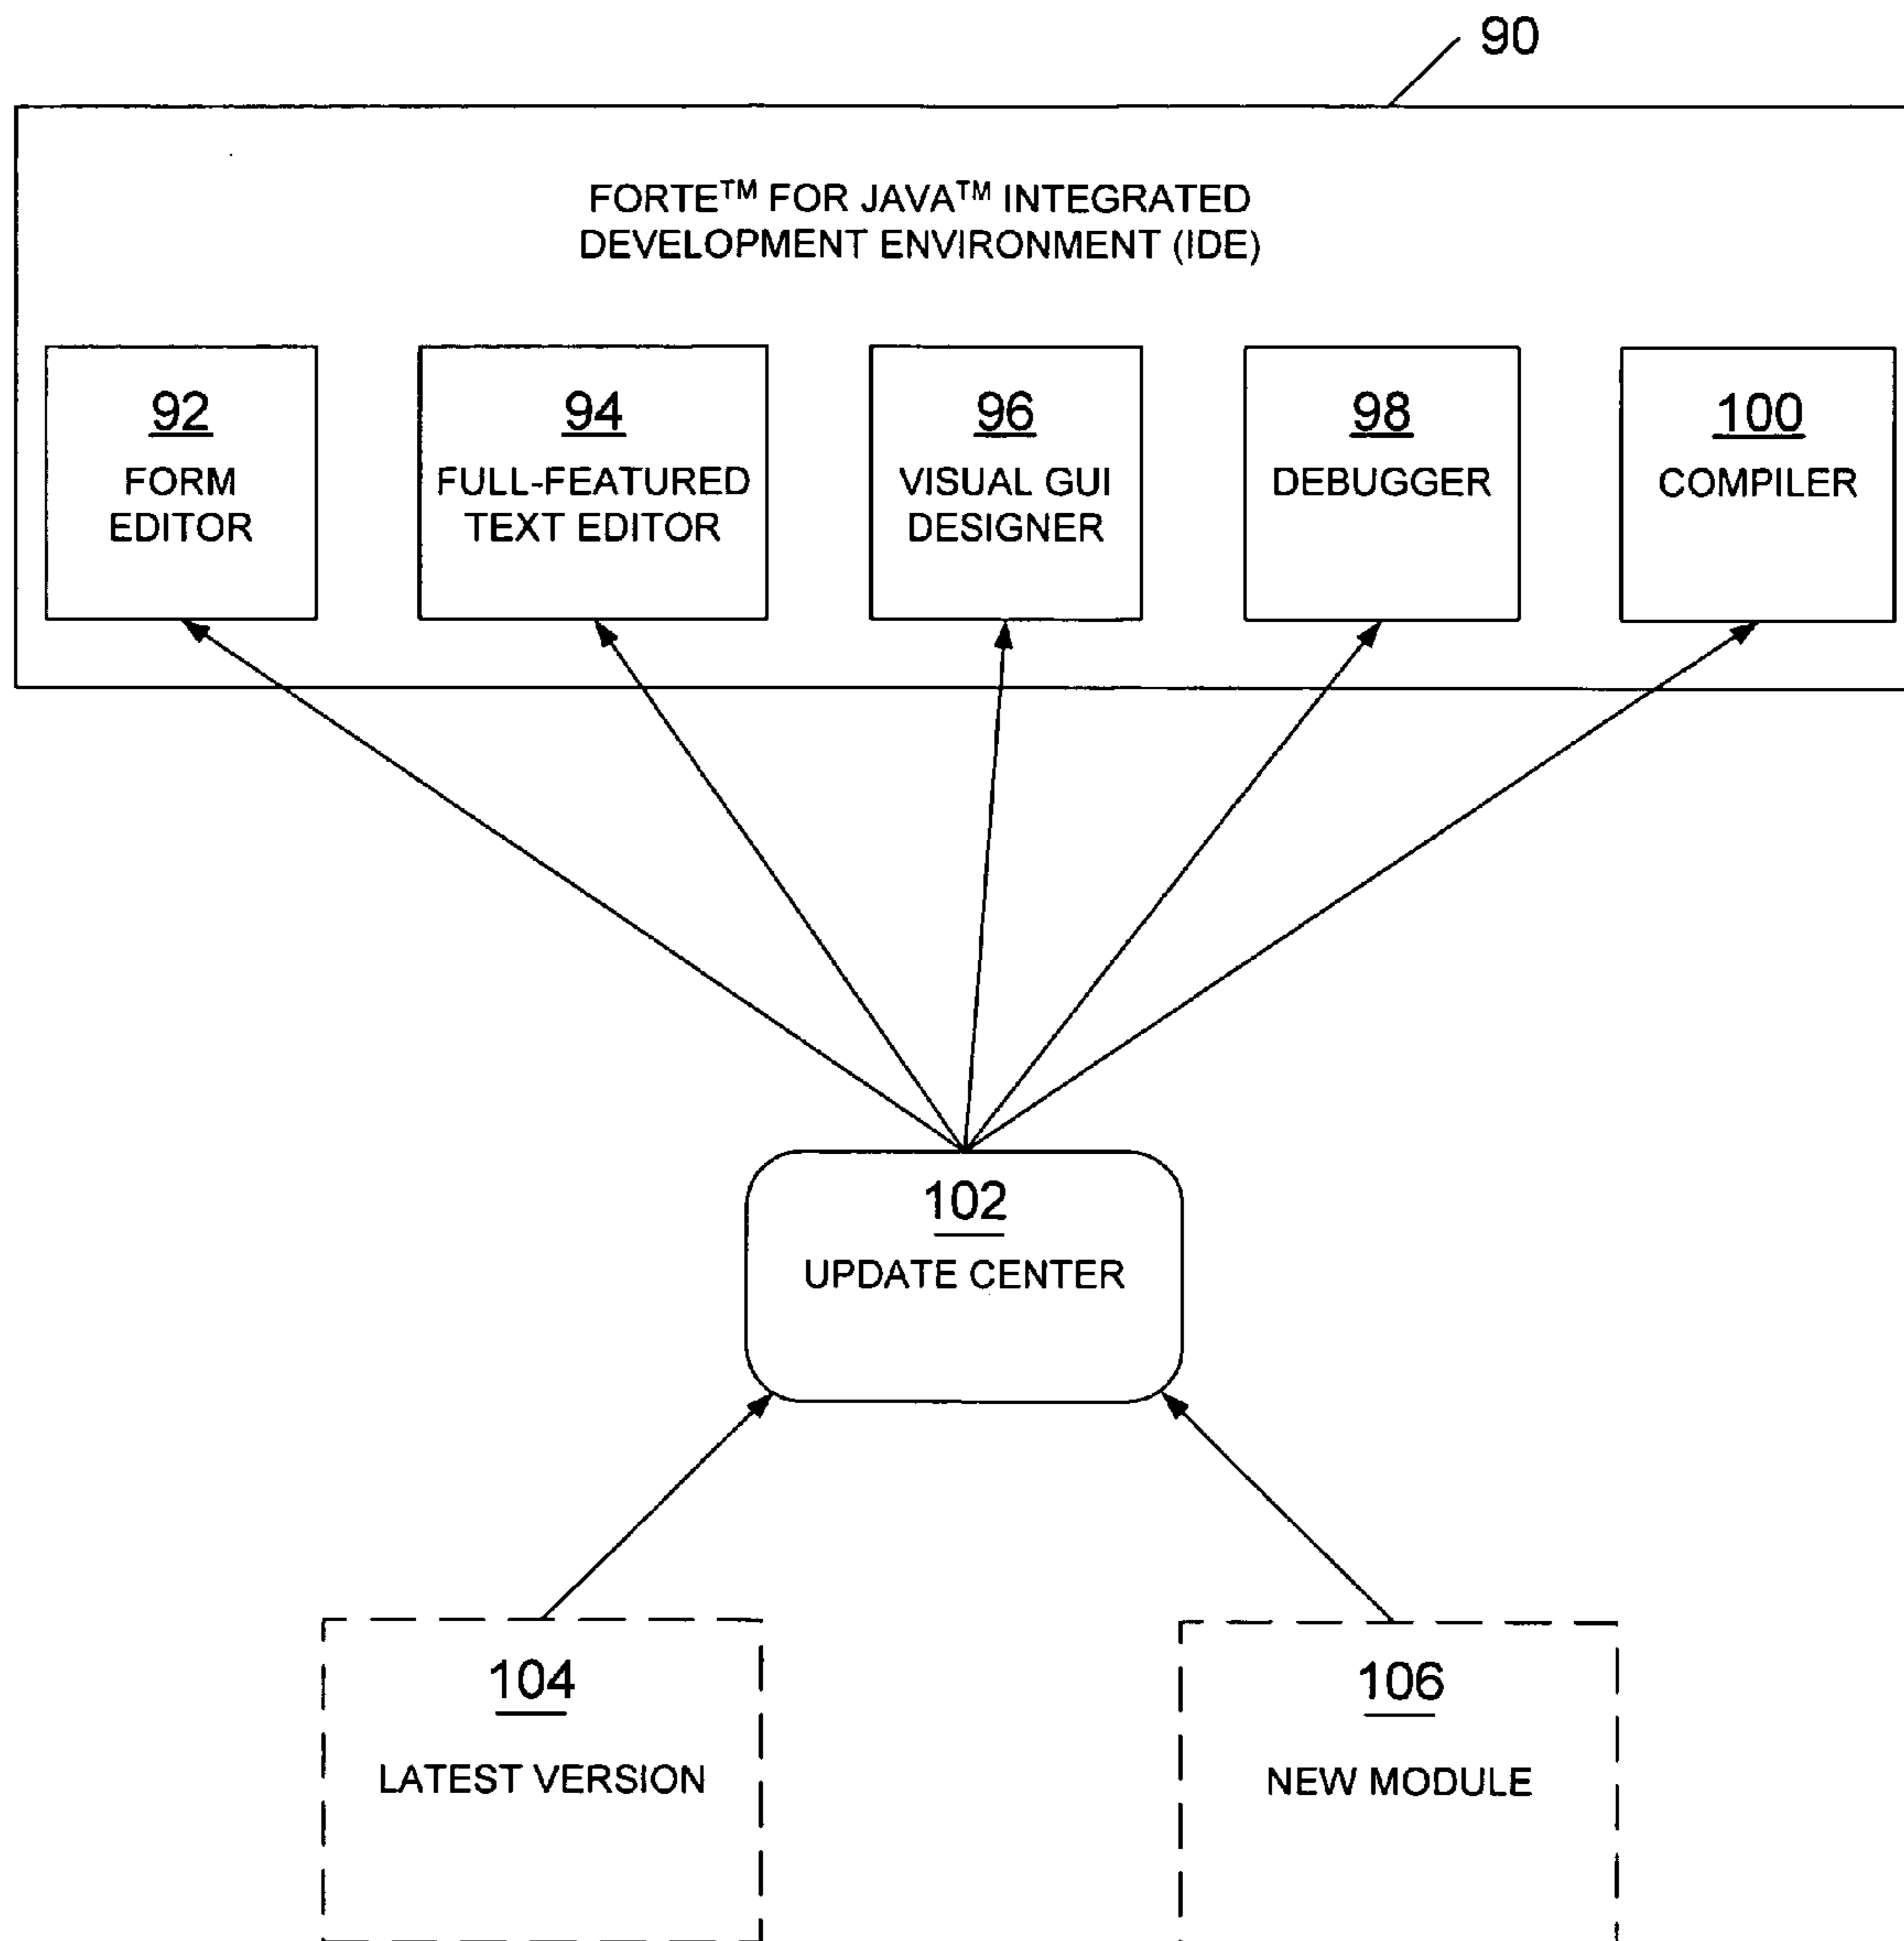 90
FORTE™ FOR JAVA™ INTEGRATED
DEVELOPMENT ENVIRONMENT (IDE)
92
FORM
EDITOR
94
FULL-FEATURED
TEXT EDITOR
96
VISUAL GUI
DESIGNER
98
DEBUGGER
100
COMPILER
102
UPDATE CENTER
104
LATEST VERSION
106
NEW MODULE